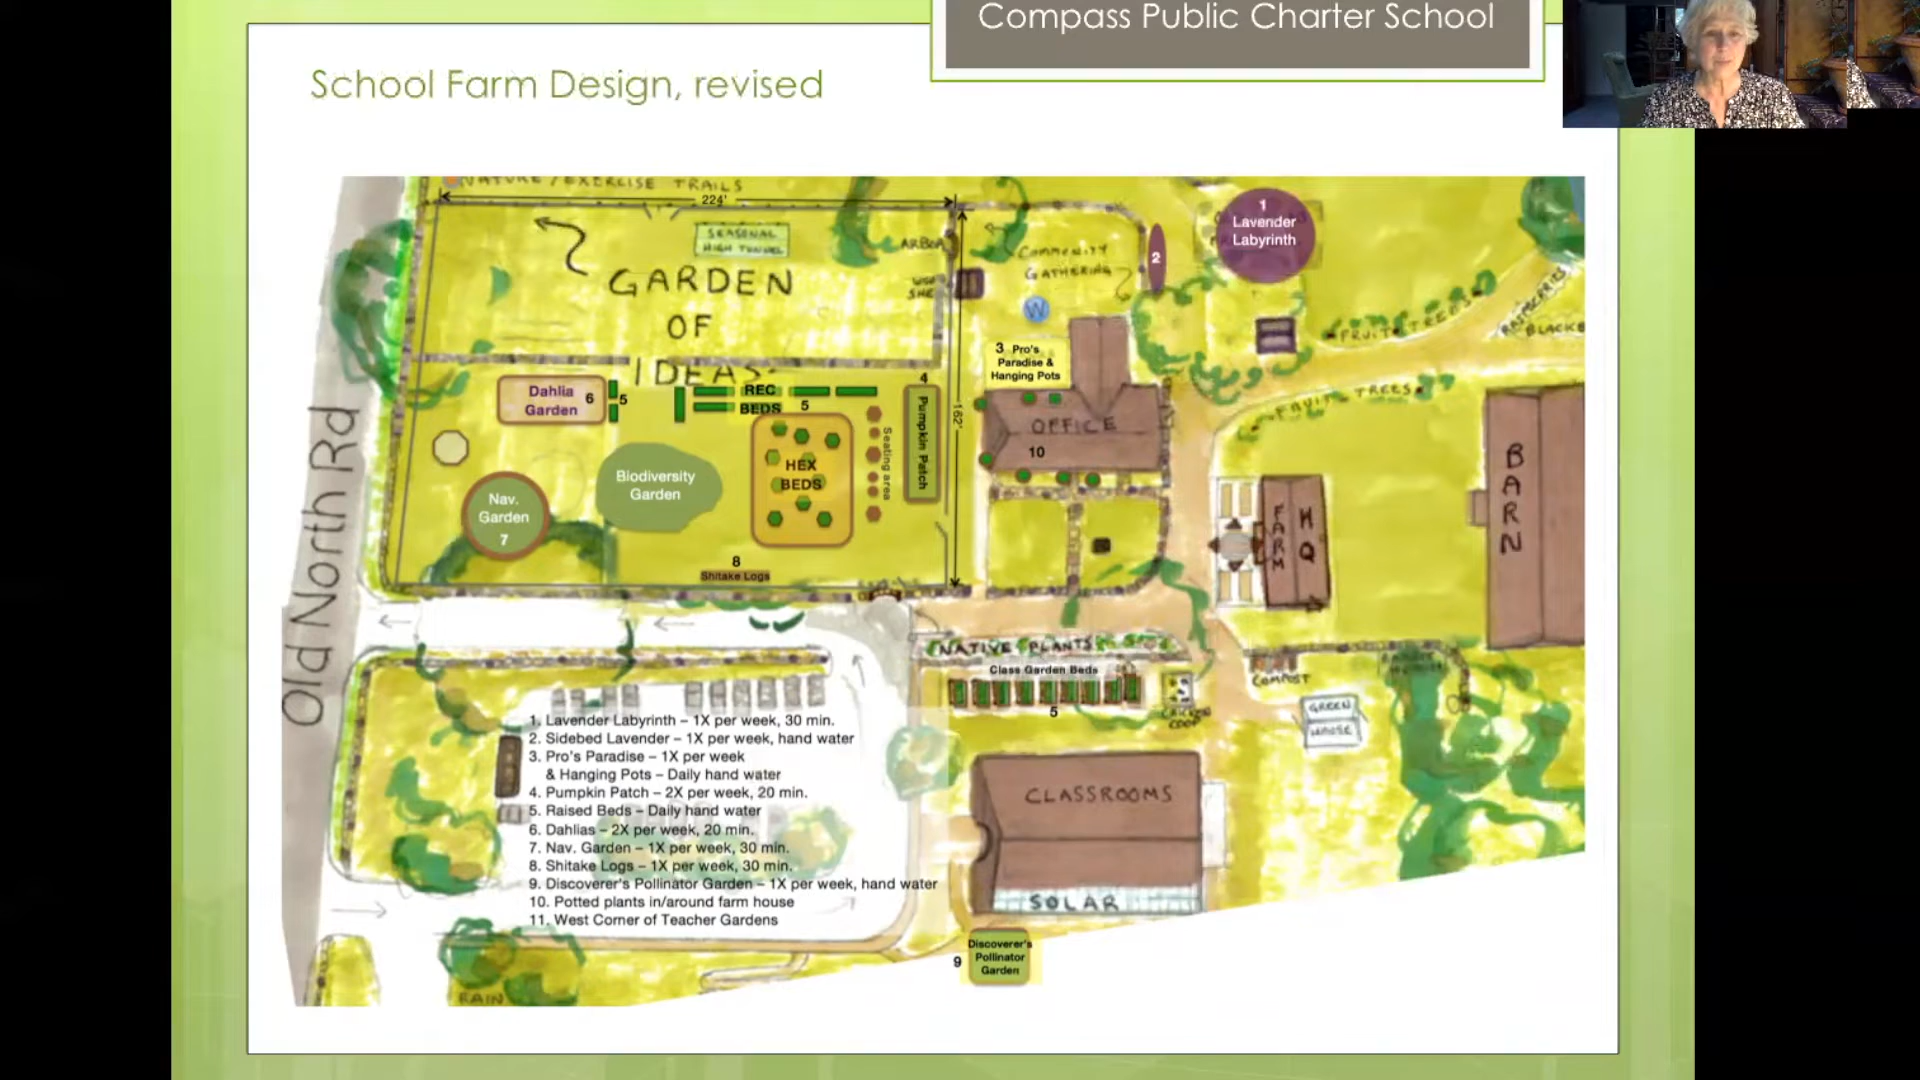 Compass Public Charter School
School Farm Design, revised
NATURE/EXERCISE TRAILS
224'
SEASONAL
HIGH TUNNEL
GARDEN
OF
IDEAS
ARBOR
COMMUNITY
GATHERING
W
1
Lavender
Labyrinth
2
FRUIT TREES
RASPBERRIES
FRUIT TREES
3 Pro's
Paradise &
Hanging Pots
Dahlia
Garden
6
5
REC
BEDS
5
4
Pumpkin Patch
162'
OFFICE
10
Seating area
HEX
BEDS
Biodiversity
Garden
Nav.
Garden
7
8
Shitake Logs
FARM
HQ
BARN
Old North Rd
NATIVE PLANTS
Class Garden Beds
5
CHICKEN
COOP
COMPOST
GREEN
HOUSE
CLASSROOMS
SOLAR
1. Lavender Labyrinth – 1X per week, 30 min.
2. Sidebed Lavender – 1X per week, hand water
3. Pro's Paradise – 1X per week
& Hanging Pots – Daily hand water
4. Pumpkin Patch – 2X per week, 20 min.
5. Raised Beds – Daily hand water
6. Dahlias – 2X per week, 20 min.
7. Nav. Garden – 1X per week, 30 min.
8. Shitake Logs – 1X per week, 30 min.
9. Discoverer's Pollinator Garden – 1X per week, hand water
10. Potted plants in/around farm house
11. West Corner of Teacher Gardens
9
Discoverer's
Pollinator
Garden
RAIN